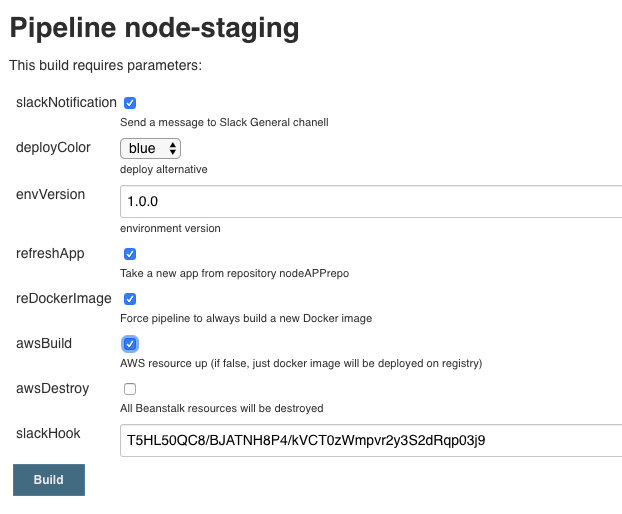 Pipeline node-staging
This build requires parameters:
slackNotification
Send a message to Slack General chanell
deployColor blue
deploy alternative
envVersion 1.0.0
environment version
refreshApp
Take a new app from repository nodeAPPrepo
reDockerImage
Force pipeline to always build a new Docker image
awsBuild
AWS resource up (if false, just docker image will be deployed on registry)
awsDestroy
All Beanstalk resources will be destroyed
slackHook T5HL50QC8/BJATNH8P4/kVCT0zWmpvr2y3S2dRqp03j9
Build